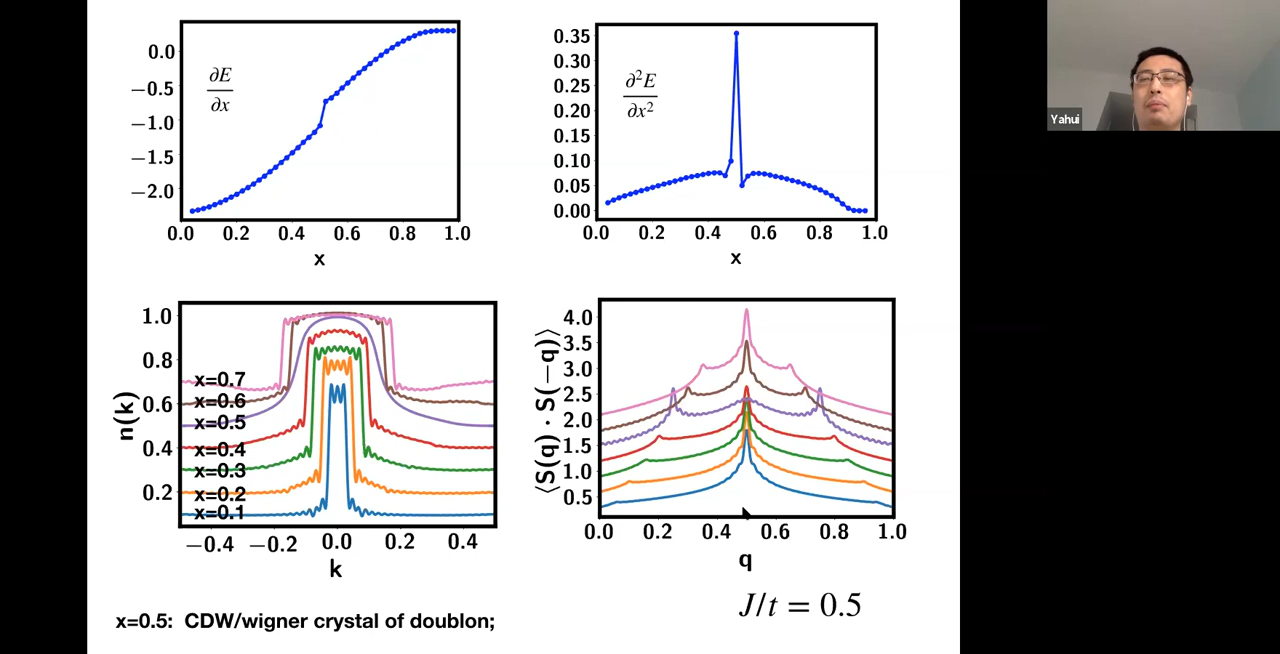 0.0
−0.5
−1.0
−1.5
−2.0
∂E
∂x
0.0 0.2 0.4 0.6 0.8 1.0
x
0.35
0.30
0.25
0.20
0.15
0.10
0.05
0.00
∂²E
∂x²
0.0 0.2 0.4 0.6 0.8 1.0
x
Yahui
n(k)
1.0
0.8
0.6
0.4
0.2
x=0.7
x=0.6
x=0.5
x=0.4
x=0.3
x=0.2
x=0.1
−0.4 −0.2 0.0 0.2 0.4
k
⟨S(q) · S(−q)⟩
4.0
3.5
3.0
2.5
2.0
1.5
1.0
0.5
0.0 0.2 0.4 0.6 0.8 1.0
q
J/t = 0.5
x=0.5: CDW/wigner crystal of doublon;